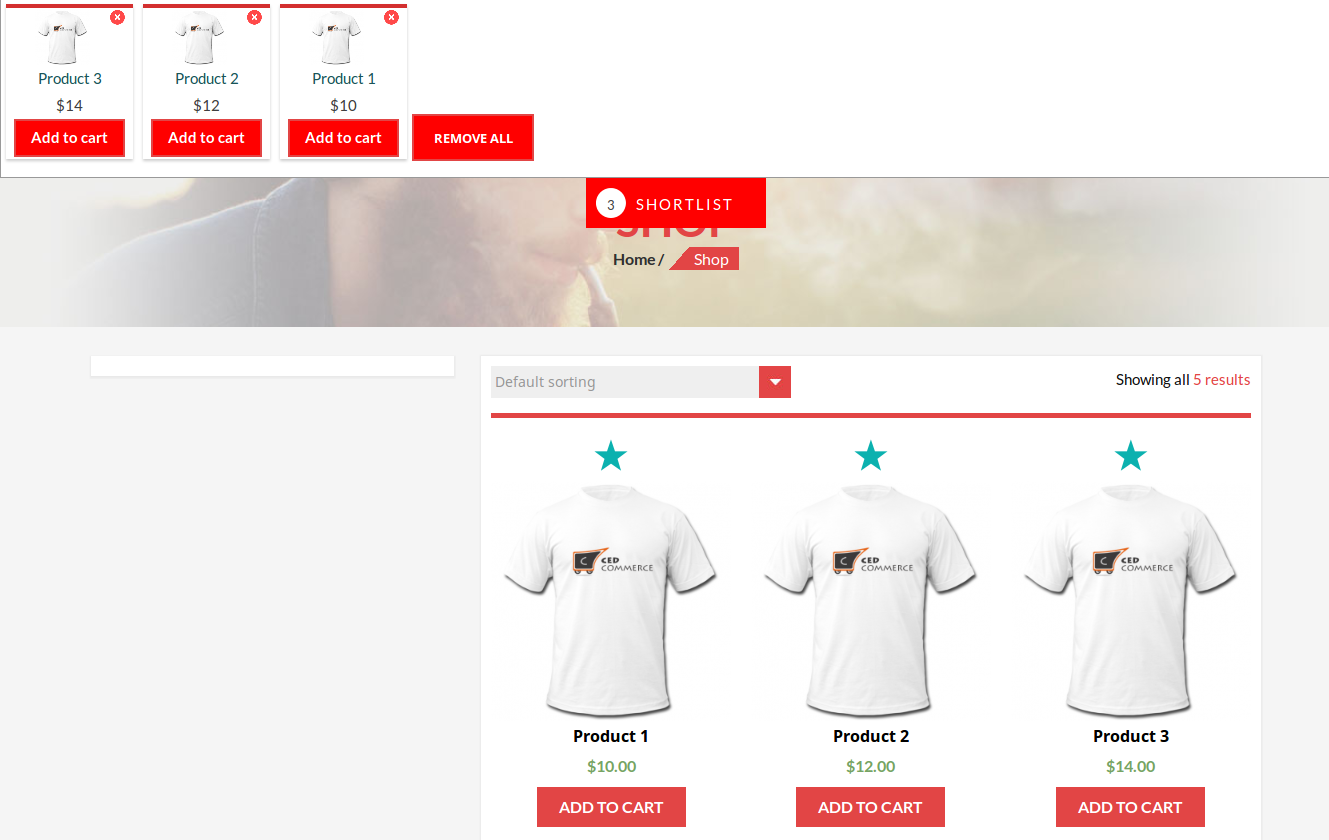 Product 3
$14
Add to cart
Product 2
$12
Add to cart
Product 1
$10
Add to cart
REMOVE ALL
3 SHORTLIST
SHOP
Home / Shop
Default sorting
Showing all 5 results
CED
COMMERCE
Product 1
$10.00
ADD TO CART
CED
COMMERCE
Product 2
$12.00
ADD TO CART
CED
COMMERCE
Product 3
$14.00
ADD TO CART